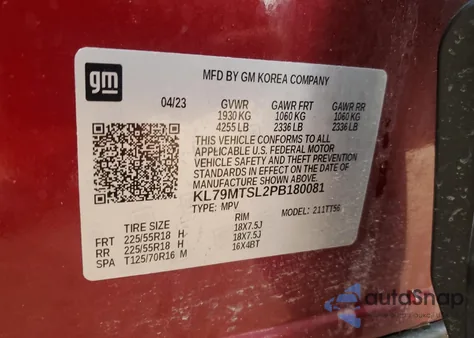 gm
MFD BY GM KOREA COMPANY
04/23 GVWR GAWR FRT GAWR RR
1930 KG 1060 KG 1060 KG
4255 LB 2336 LB 2336 LB
THIS VEHICLE CONFORMS TO ALL
APPLICABLE U.S. FEDERAL MOTOR
VEHICLE SAFETY AND THEFT PREVENTION
STANDARDS IN EFFECT ON THE DATE OF
MANUFACTURE SHOWN ABOVE.
KL79MTSL2PB180081
TYPE: MPV MODEL: 211TT56
TIRE SIZE RIM
FRT 225/55R18 H 18X7.5J
RR 225/55R18 H 18X7.5J
SPA T125/70R16 M 16X4BT
autoSnap